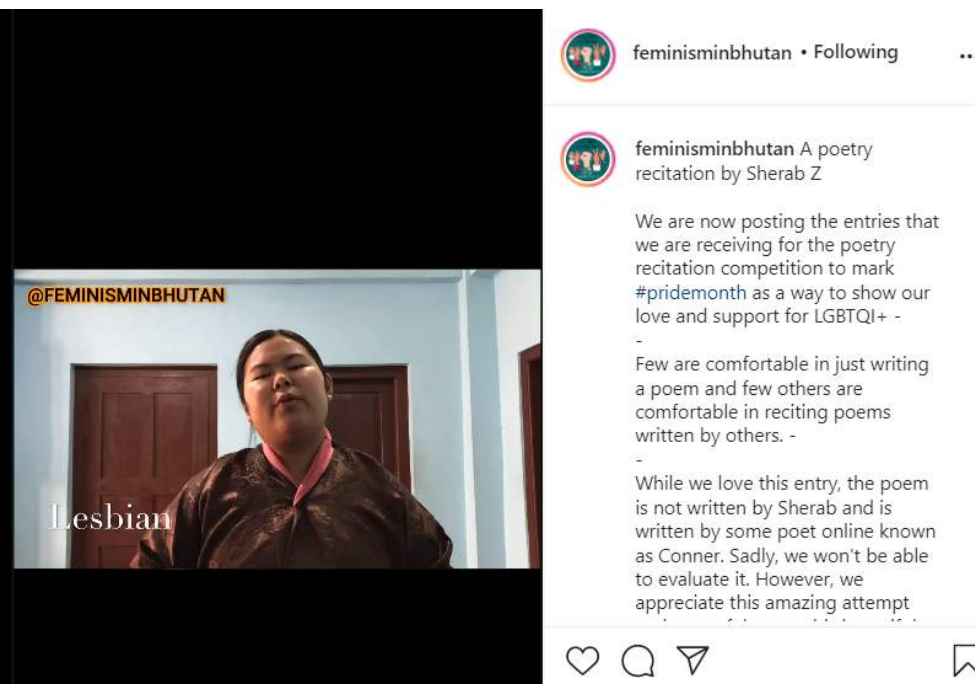 @FEMINISMINBHUTAN
Lesbian
feminisminbhutan • Following
feminisminbhutan A poetry
recitation by Sherab Z
We are now posting the entries that
we are receiving for the poetry
recitation competition to mark
#pridemonth as a way to show our
love and support for LGBTQI+ -
-
Few are comfortable in just writing
a poem and few others are
comfortable in reciting poems
written by others. -
-
While we love this entry, the poem
is not written by Sherab and is
written by some poet online known
as Conner. Sadly, we won't be able
to evaluate it. However, we
appreciate this amazing attempt